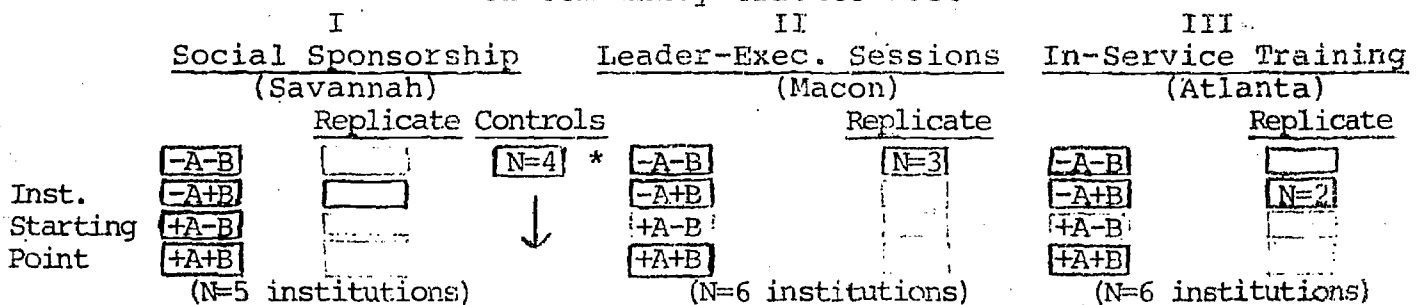 I II III
Social Sponsorship Leader-Exec. Sessions In-Service Training
(Savannah) (Macon) (Atlanta)
Replicate Controls Replicate Replicate
-A-B N=4 * -A-B N=3 -A-B
Inst. -A+B -A+B -A+B N=2
Starting +A-B +A-B +A-B
Point +A+B +A+B +A+B
(N=5 institutions) (N=6 institutions) (N=6 institutions)